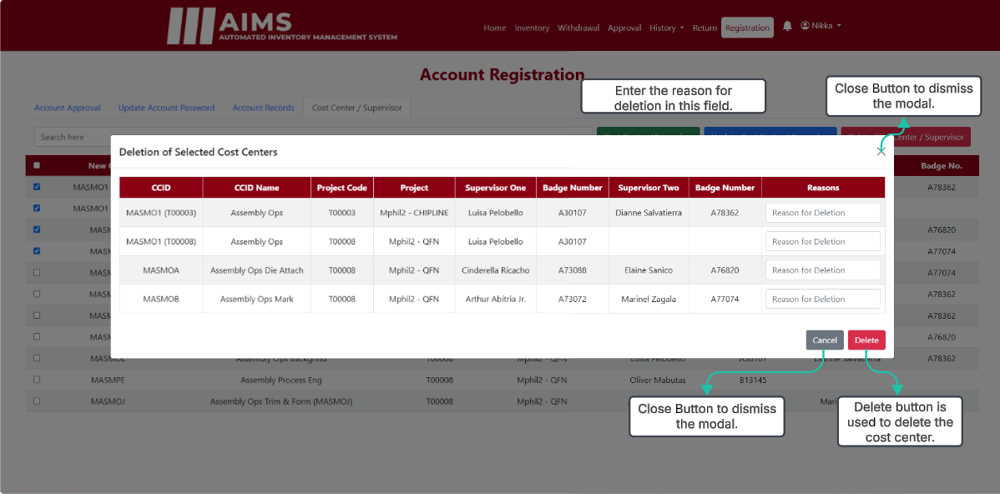 AIMS
AUTOMATED INVENTORY MANAGEMENT SYSTEM
Home Inventory Withdrawal Approval History Return Registration Nikka
Account Registration
Enter the reason for
deletion in this field.
Close Button to dismiss
the modal.
Account Approval Update Account Password Account Records Cost Center / Supervisor
Search here
Center / Supervisor
Deletion of Selected Cost Centers
New Badge No.
CCID CCID Name Project Code Project Supervisor One Badge Number Supervisor Two Badge Number Reasons
MASMO1 (T00003) Assembly Ops T00003 Mphil2 - CHIPLINE Luisa Pelobello A30107 Dianne Salvatierra A78362 Reason for Deletion
MASMO1 (T00008) Assembly Ops T00008 Mphil2 - QFN Luisa Pelobello A30107 Reason for Deletion
MASMOA Assembly Ops Die Attach T00008 Mphil2 - QFN Cinderella Ricacho A73088 Elaine Sanico A76820 Reason for Deletion
MASMOB Assembly Ops Mark T00008 Mphil2 - QFN Arthur Abitria Jr. A73072 Marinel Zagala A77074 Reason for Deletion
Cancel Delete
MASMO1 A78362
MASMO1
MASM A76820
MASM A77074
MASM A77074
MASM A78362
MASM A78362
MASM A76820
MASMOE Assembly Ops Backgrind T00008 Mphil2 - QFN Luisa Pelobello A30107 Dianne Salvatierra A78362
MASMPE Assembly Process Eng T00008 Mphil2 - QFN Oliver Mabutas B13145
MASMOJ Assembly Ops Trim & Form (MASMOJ) T00008 Mphil2 - QFN Mari
Close Button to dismiss
the modal.
Delete button is
used to delete the
cost center.